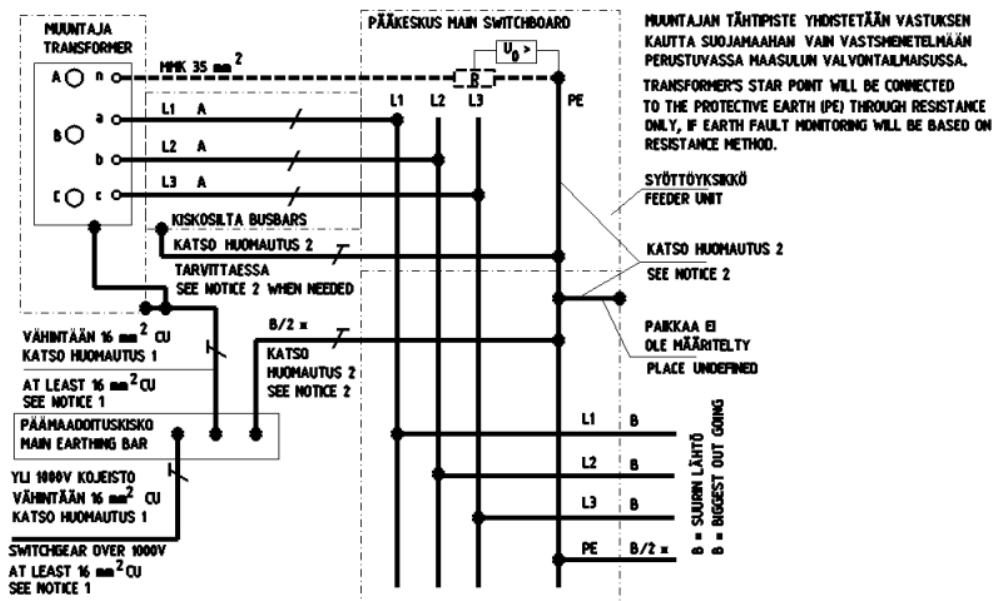 MUUNTAJA
TRANSFORMER
A
n
a
B
b
C
c
MMK 35 mm²
L1 A
L2 A
L3 A
KISKOSILTA BUSBARS
KATSO HUOMAUTUS 2
TARVITTAESSA
SEE NOTICE 2 WHEN NEEDED
PÄÄKESKUS MAIN SWITCHBOARD
U₀ >
R
L1
L2
L3
PE
MUUNTAJAN TÄHTIPISTE YHDISTETÄÄN VASTUKSEN
KAUTTA SUOJAMAAHAN VAIN VASTSMENETELMÄÄN
PERUSTUVASSA MAASULUN VALVONTAILMAISUSSA.
TRANSFORMER'S STAR POINT WILL BE CONNECTED
TO THE PROTECTIVE EARTH (PE) THROUGH RESISTANCE
ONLY, IF EARTH FAULT MONITORING WILL BE BASED ON
RESISTANCE METHOD.
SYÖTTÖYKSIKKÖ
FEEDER UNIT
KATSO HUOMAUTUS 2
SEE NOTICE 2
PAIKKAA EI
OLE MÄÄRITELTY
PLACE UNDEFINED
VÄHINTÄÄN 16 mm² CU
KATSO HUOMAUTUS 1
AT LEAST 16 mm² CU
SEE NOTICE 1
B/2 x
KATSO
HUOMAUTUS 2
SEE NOTICE 2
PÄÄMAADOITUSKISKO
MAIN EARTHING BAR
YLI 1000V KOJEISTO
VÄHINTÄÄN 16 mm² CU
KATSO HUOMAUTUS 1
SWITCHGEAR OVER 1000V
AT LEAST 16 mm² CU
SEE NOTICE 1
L1 B
L2 B
L3 B
PE B/2 x
B = SUURIN LÄHTÖ
B = BIGGEST OUT GOING